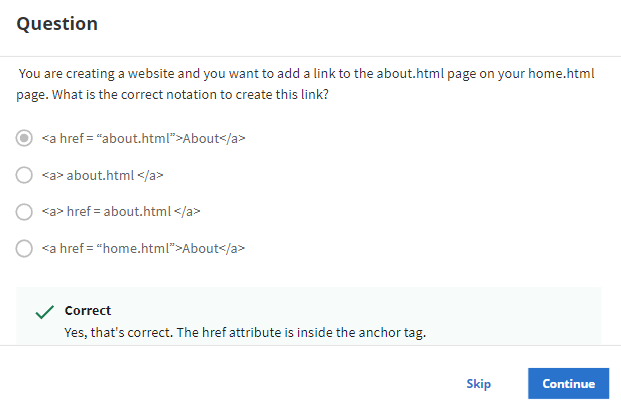 Question
You are creating a website and you want to add a link to the about.html page on your home.html
page. What is the correct notation to create this link?
<a href = “about.html”>About</a>
<a> about.html </a>
<a> href = about.html </a>
<a href = “home.html”>About</a>
Correct
Yes, that's correct. The href attribute is inside the anchor tag.
Skip
Continue